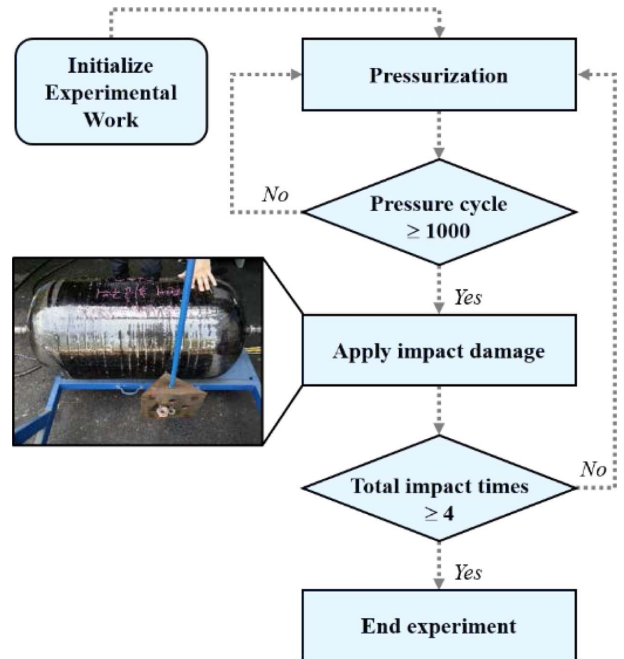 Initialize
Experimental
Work
Pressurization
No
Pressure cycle
≥ 1000
Yes
Apply impact damage
Total impact times
≥ 4
No
Yes
End experiment